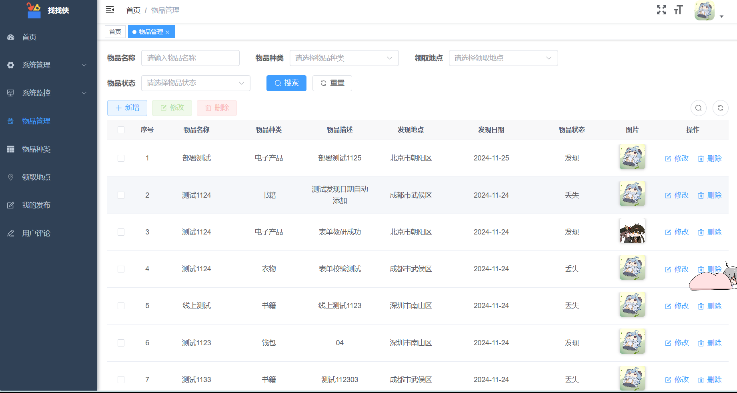 找找快
首页 / 物品管理
首页
系统管理
系统监控
物品管理
物品种类
领取地点
我的发布
用户评论
首页 物品管理 ×
物品名称 请输入物品名称 物品种类 请选择物品种类 领取地点 请选择领取地点
物品状态 请选择物品状态 搜索 重置
+ 新增 修改 删除
序号 物品名称 物品种类 物品描述 发现地点 发现日期 物品状态 图片 操作
1 部署测试 电子产品 部署测试1125 北京市朝阳区 2024-11-25 发现 修改 删除
2 测试1124 书籍 测试发现日期自动
添加 成都市武侯区 2024-11-24 丢失 修改 删除
3 测试1124 电子产品 表单校验成功 北京市朝阳区 2024-11-24 发现 修改 删除
4 测试1124 衣物 表单校验测试 成都市武侯区 2024-11-24 丢失 修改 删除
5 线上测试 书籍 线上测试1123 深圳市南山区 2024-11-24 丢失 修改 删除
6 测试1123 钱包 04 深圳市南山区 2024-11-24 发现 修改 删除
7 测试1133 书籍 测试112303 成都市武侯区 2024-11-24 丢失 修改 删除